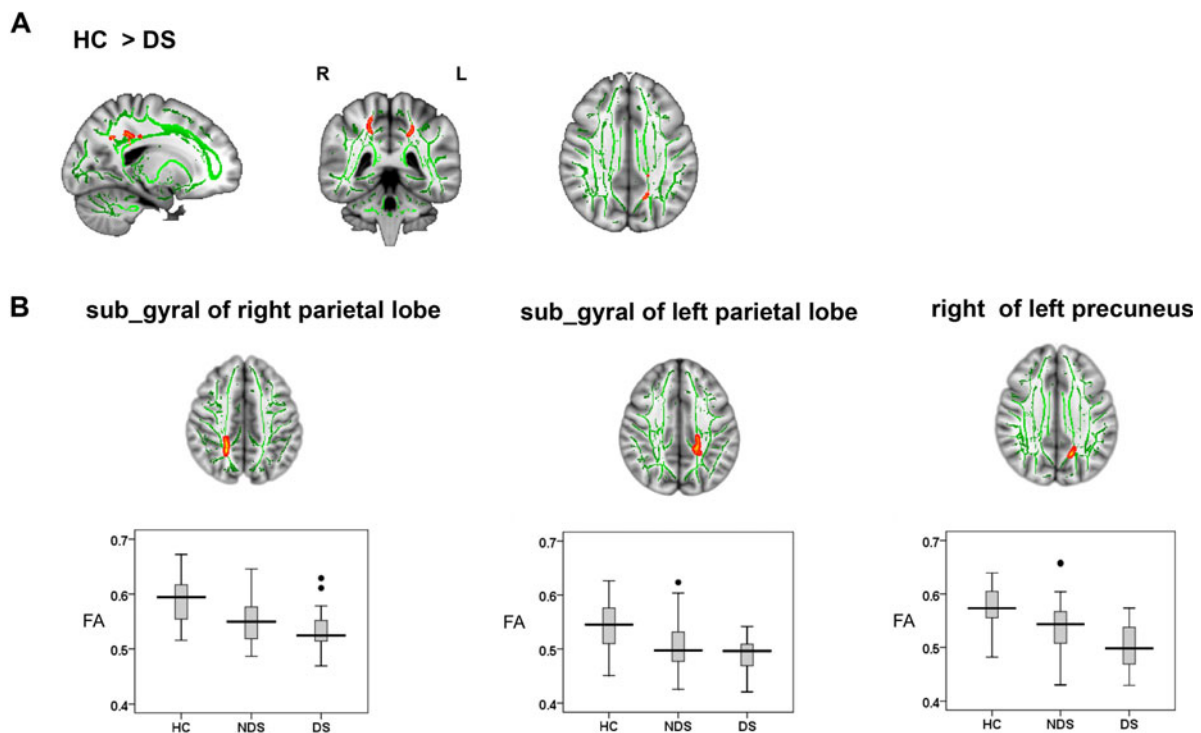 A
HC > DS
R L
B
sub_gyral of right parietal lobe
sub_gyral of left parietal lobe
right of left precuneus
0.7
0.6
FA
0.5
0.4
HC NDS DS
0.7
0.6
FA
0.5
0.4
HC NDS DS
0.7
0.6
FA
0.5
0.4
HC NDS DS